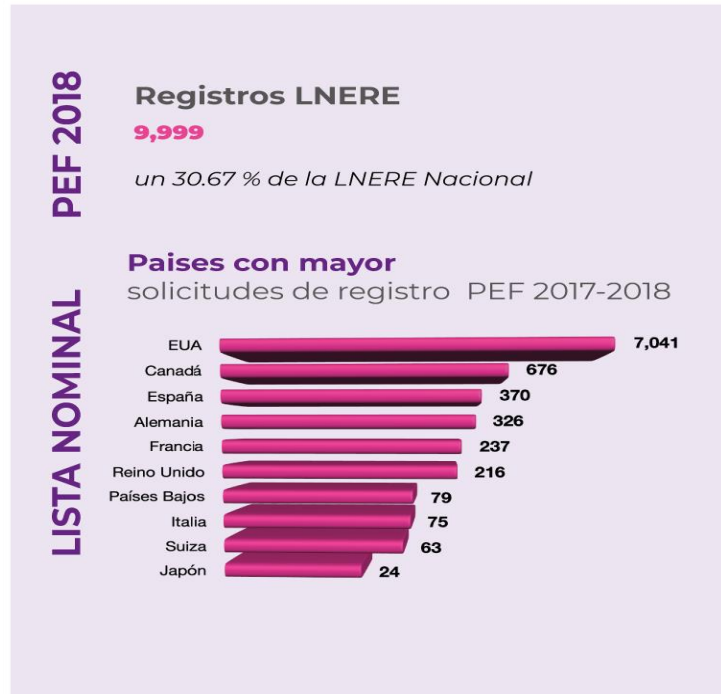 LISTA NOMINAL PEF 2018
Registros LNERE
9,999
un 30.67 % de la LNERE Nacional
Paises con mayor
solicitudes de registro PEF 2017-2018
EUA 7,041
Canadá 676
España 370
Alemania 326
Francia 237
Reino Unido 216
Países Bajos 79
Italia 75
Suiza 63
Japón 24